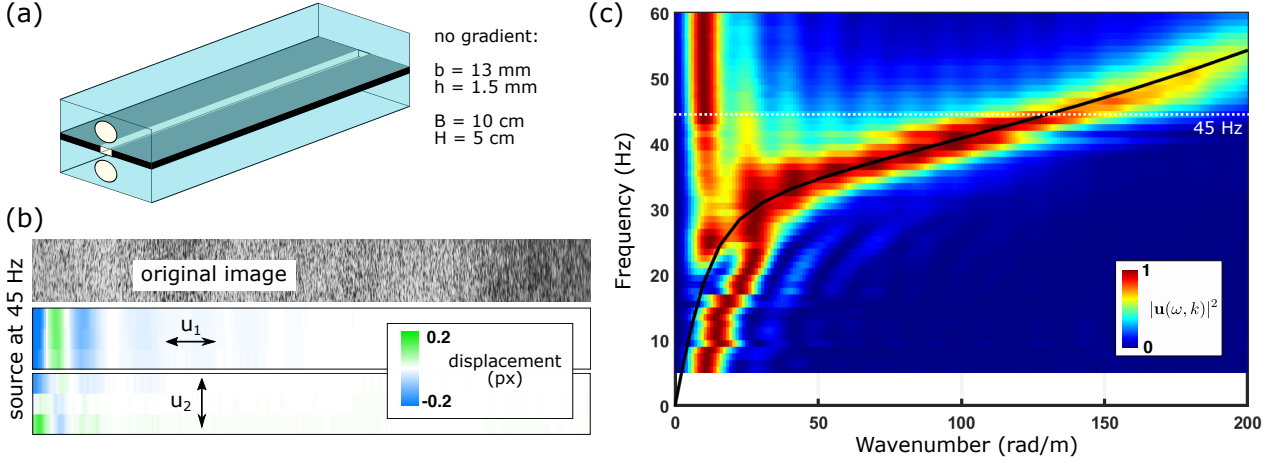 (a)
no gradient:
b = 13 mm
h = 1.5 mm
B = 10 cm
H = 5 cm
(b)
source at 45 Hz
original image
u1
u2
0.2
displacement
(px)
-0.2
(c)
60
50
40
30
20
10
0
Frequency (Hz)
45 Hz
1
|u(ω, k)|²
0
0
50
100
150
200
Wavenumber (rad/m)